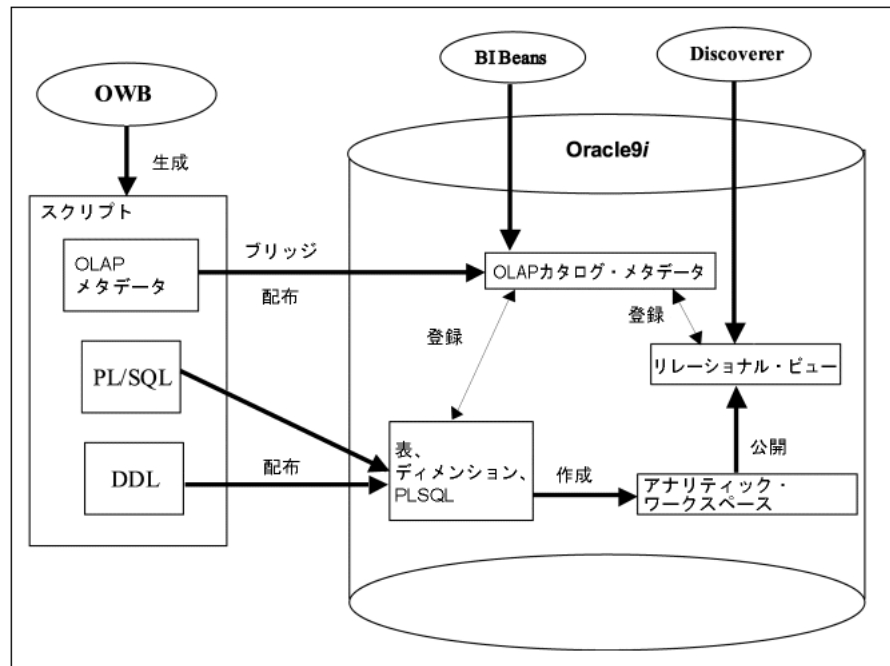 BI Beans
Discoverer
OWB
Oracle9i
生成
スクリプト
OLAP
メタデータ
ブリッジ
配布
OLAPカタログ・メタデータ
登録
登録
リレーショナル・ビュー
PL/SQL
公開
表、
ディメンション、
PLSQL
配布
DDL
作成
アナリティック・
ワークスペース